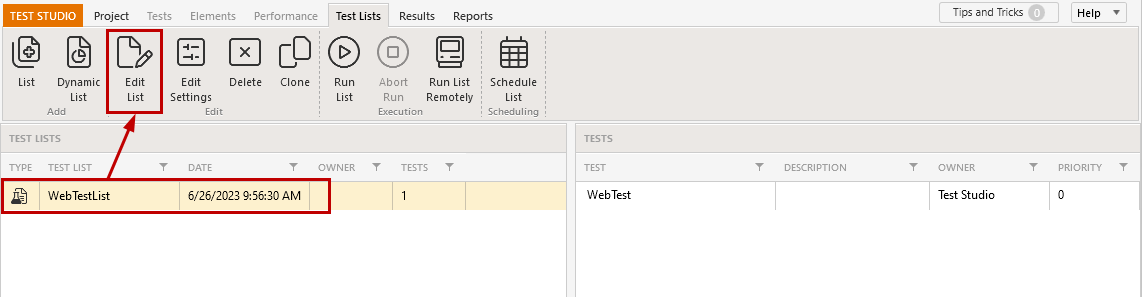 TEST STUDIO Project Tests Elements Performance Test Lists Results Reports Tips and Tricks 0 Help
List Dynamic List Edit List Edit Settings Delete Clone Run List Abort Run Run List Remotely Schedule List
Add Edit Execution Scheduling
TEST LISTS TESTS
TYPE TEST LIST DATE OWNER TESTS TEST DESCRIPTION OWNER PRIORITY
WebTestList 6/26/2023 9:56:30 AM 1 WebTest Test Studio 0